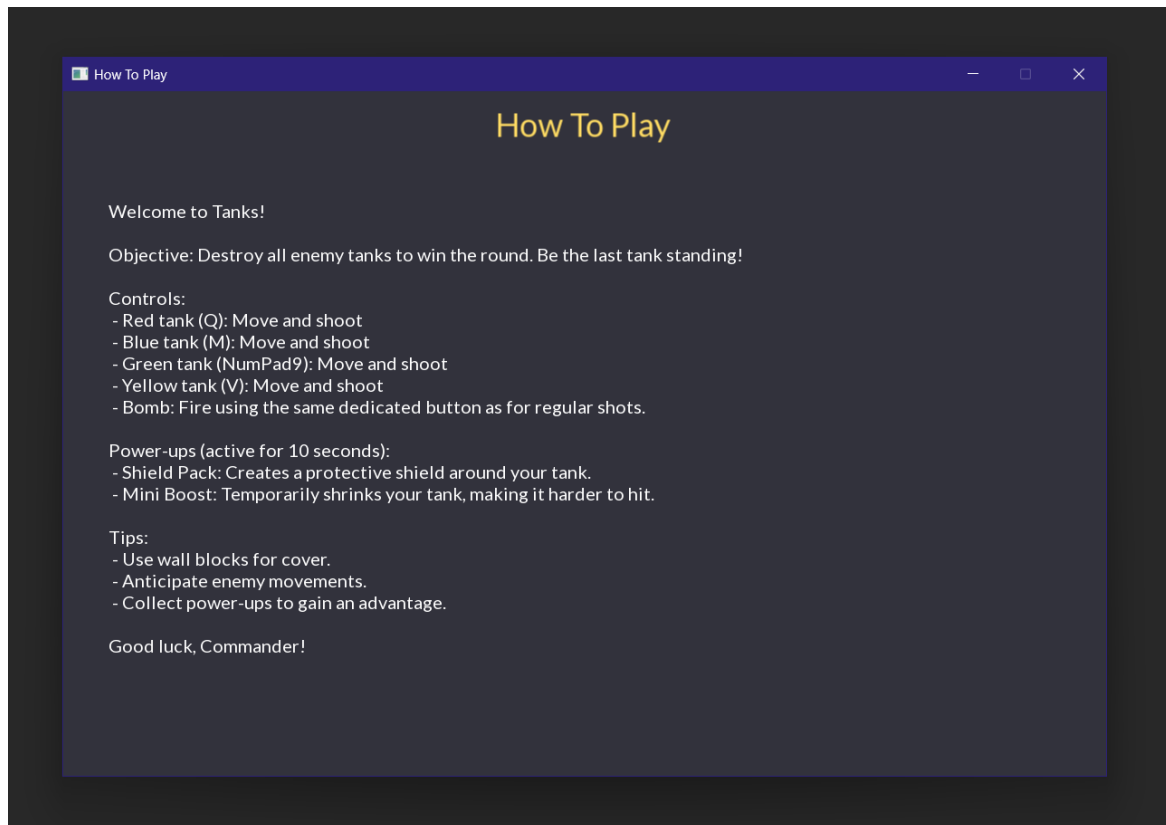 How To Play
How To Play
Welcome to Tanks!
Objective: Destroy all enemy tanks to win the round. Be the last tank standing!
Controls:
- Red tank (Q): Move and shoot
- Blue tank (M): Move and shoot
- Green tank (NumPad9): Move and shoot
- Yellow tank (V): Move and shoot
- Bomb: Fire using the same dedicated button as for regular shots.
Power-ups (active for 10 seconds):
- Shield Pack: Creates a protective shield around your tank.
- Mini Boost: Temporarily shrinks your tank, making it harder to hit.
Tips:
- Use wall blocks for cover.
- Anticipate enemy movements.
- Collect power-ups to gain an advantage.
Good luck, Commander!